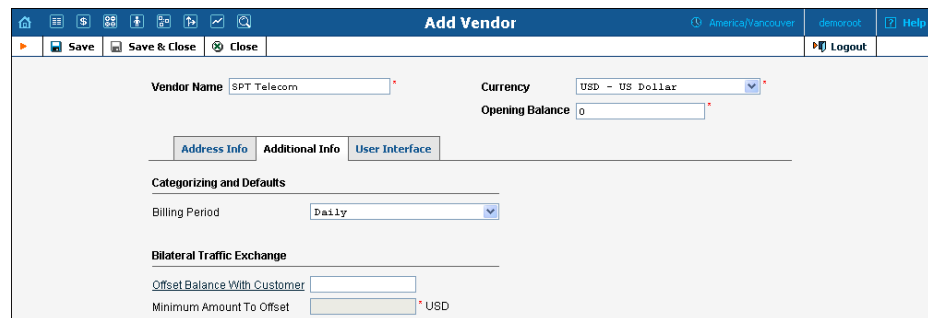 Add Vendor America/Vancouver demoroot ? Help
Save Save & Close Close Logout
Vendor Name SPT Telecom * Currency USD - US Dollar *
Opening Balance 0 *
Address Info Additional Info User Interface
Categorizing and Defaults
Billing Period Daily
Bilateral Traffic Exchange
Offset Balance With Customer
Minimum Amount To Offset * USD